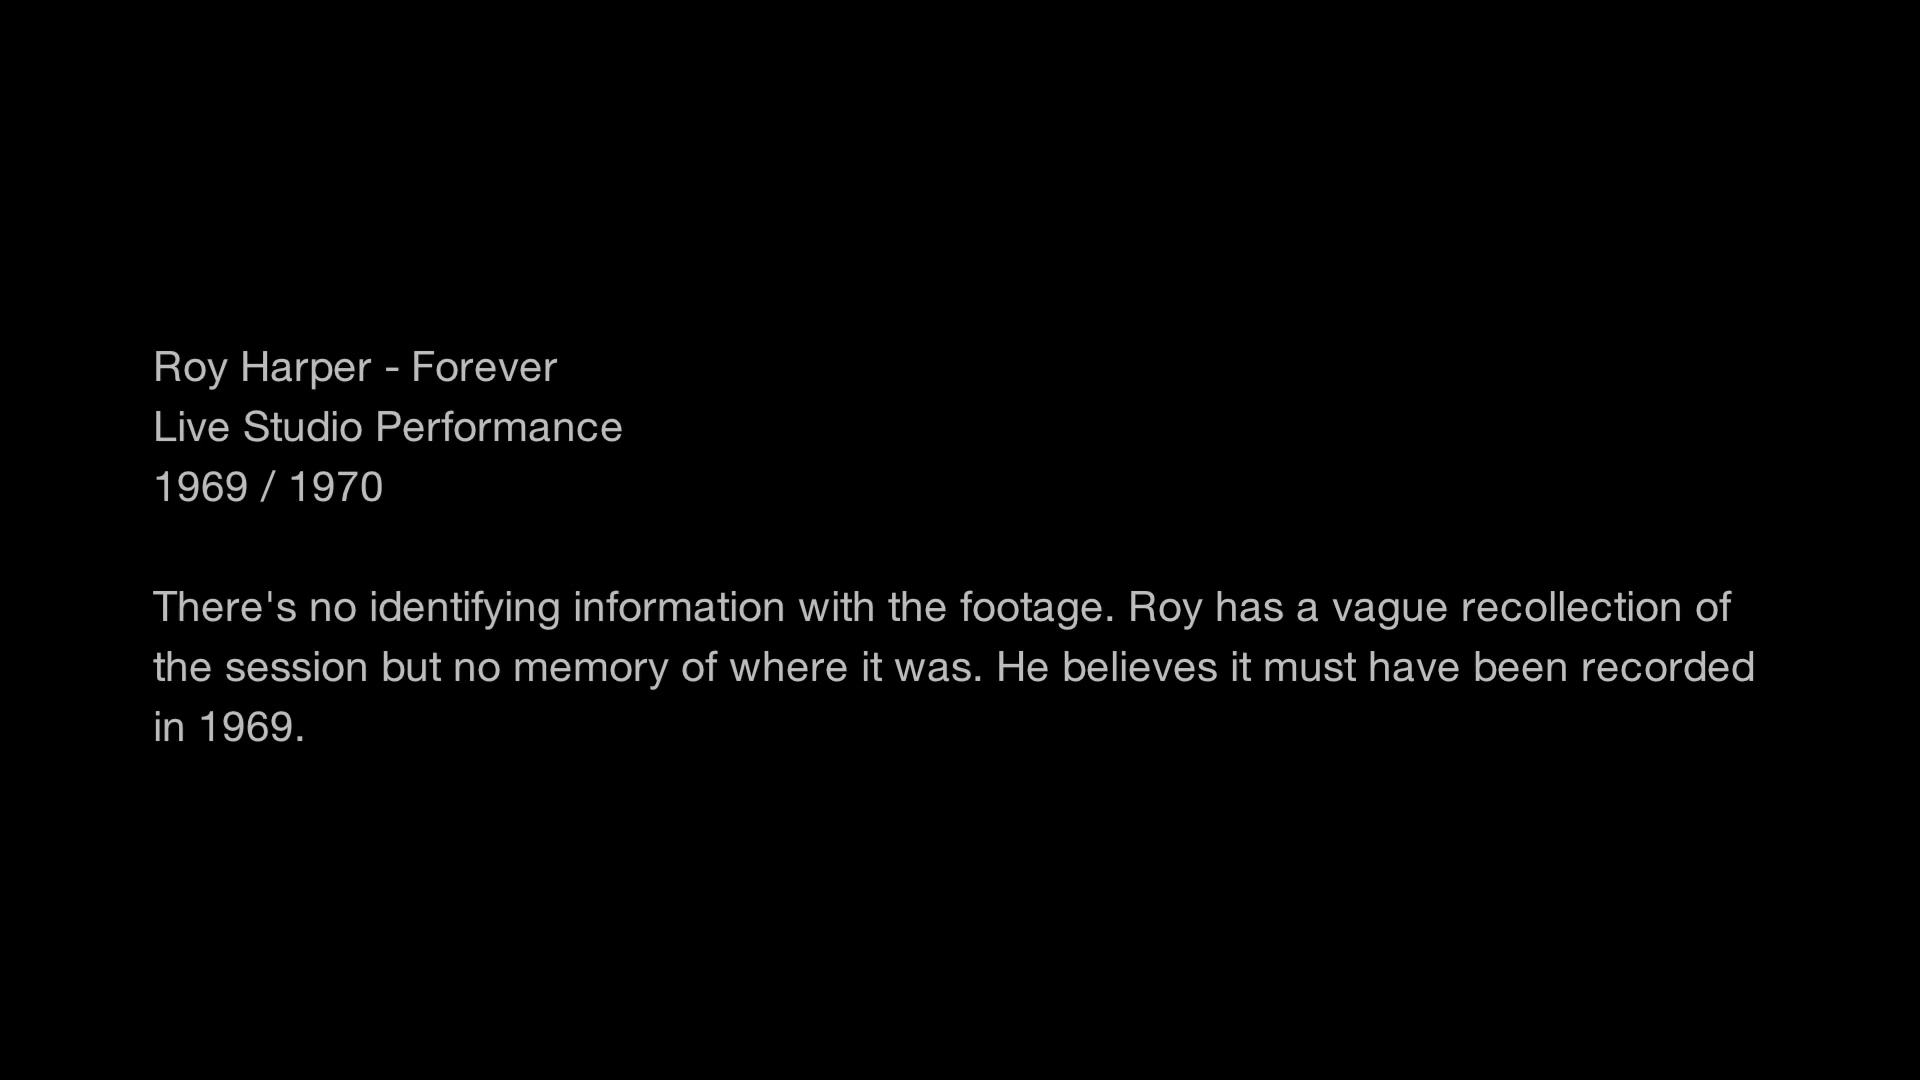 Roy Harper - Forever
Live Studio Performance
1969 / 1970
There's no identifying information with the footage. Roy has a vague recollection of
the session but no memory of where it was. He believes it must have been recorded
in 1969.